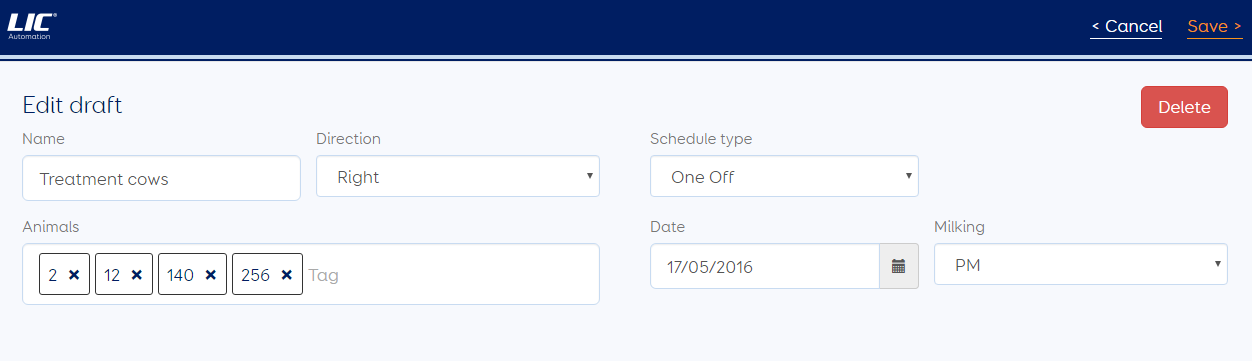 LIC®
Automation
< Cancel Save >
Edit draft
Delete
Name Direction Schedule type
Treatment cows Right One Off
Animals Date Milking
2 × 12 × 140 × 256 × Tag 17/05/2016 PM